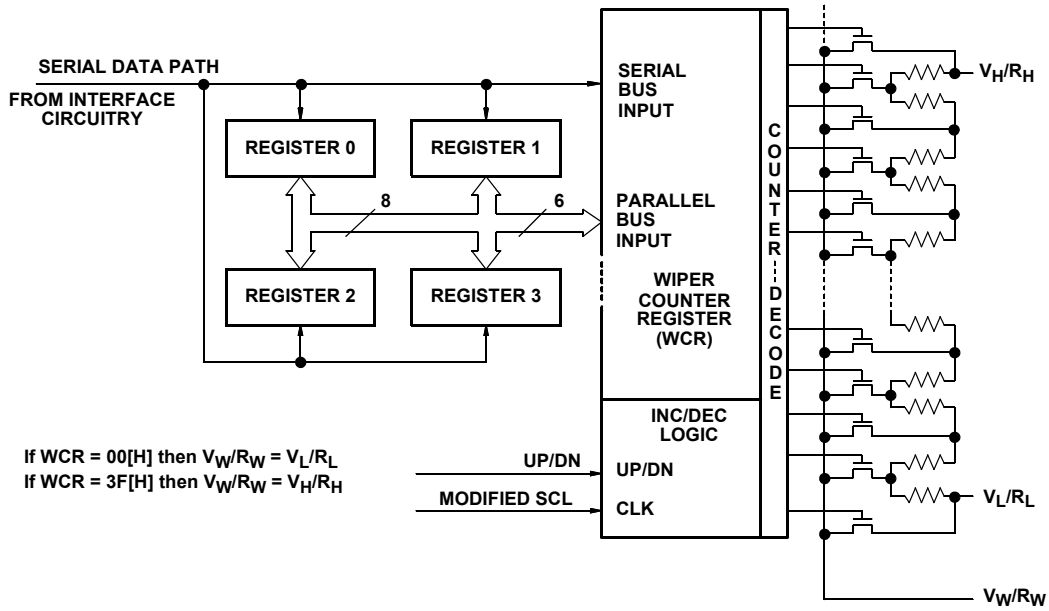 SERIAL DATA PATH
FROM INTERFACE
CIRCUITRY
REGISTER 0
REGISTER 1
8
6
REGISTER 2
REGISTER 3
SERIAL
BUS
INPUT
PARALLEL
BUS
INPUT
WIPER
COUNTER
REGISTER
(WCR)
INC/DEC
LOGIC
UP/DN
UP/DN
MODIFIED SCL
CLK
If WCR = 00[H] then VW/RW = VL/RL
If WCR = 3F[H] then VW/RW = VH/RH
COUNTER
DECODE
VH/RH
VL/RL
VW/RW